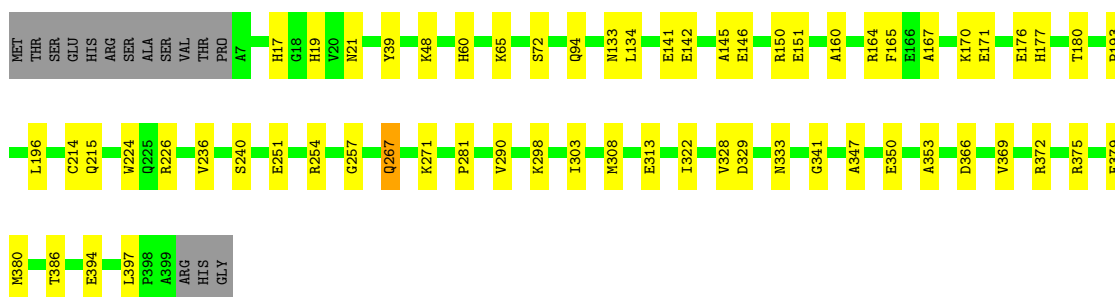 MET THR SER GLU HIS ARG SER ALA SER VAL THR PRO A7 H17 G18 H19 V20 N21 Y39 K48 H60 K65 S72 Q94 N133 L134 E141 E142 A145 E146 R150 E151 A160 R164 F165 E166 A167 K170 E171 E176 H177 T180
L196 C214 Q215 W224 Q225 R226 V236 S240 E251 R254 G257 Q267 K271 P281 V290 K298 I303 M308 E313 I322 V328 D329 N333 G341 A347 E350 A353 D366 V369 R372 R375
M380 T386 E394 L397 P398 A399 ARG HIS GLY